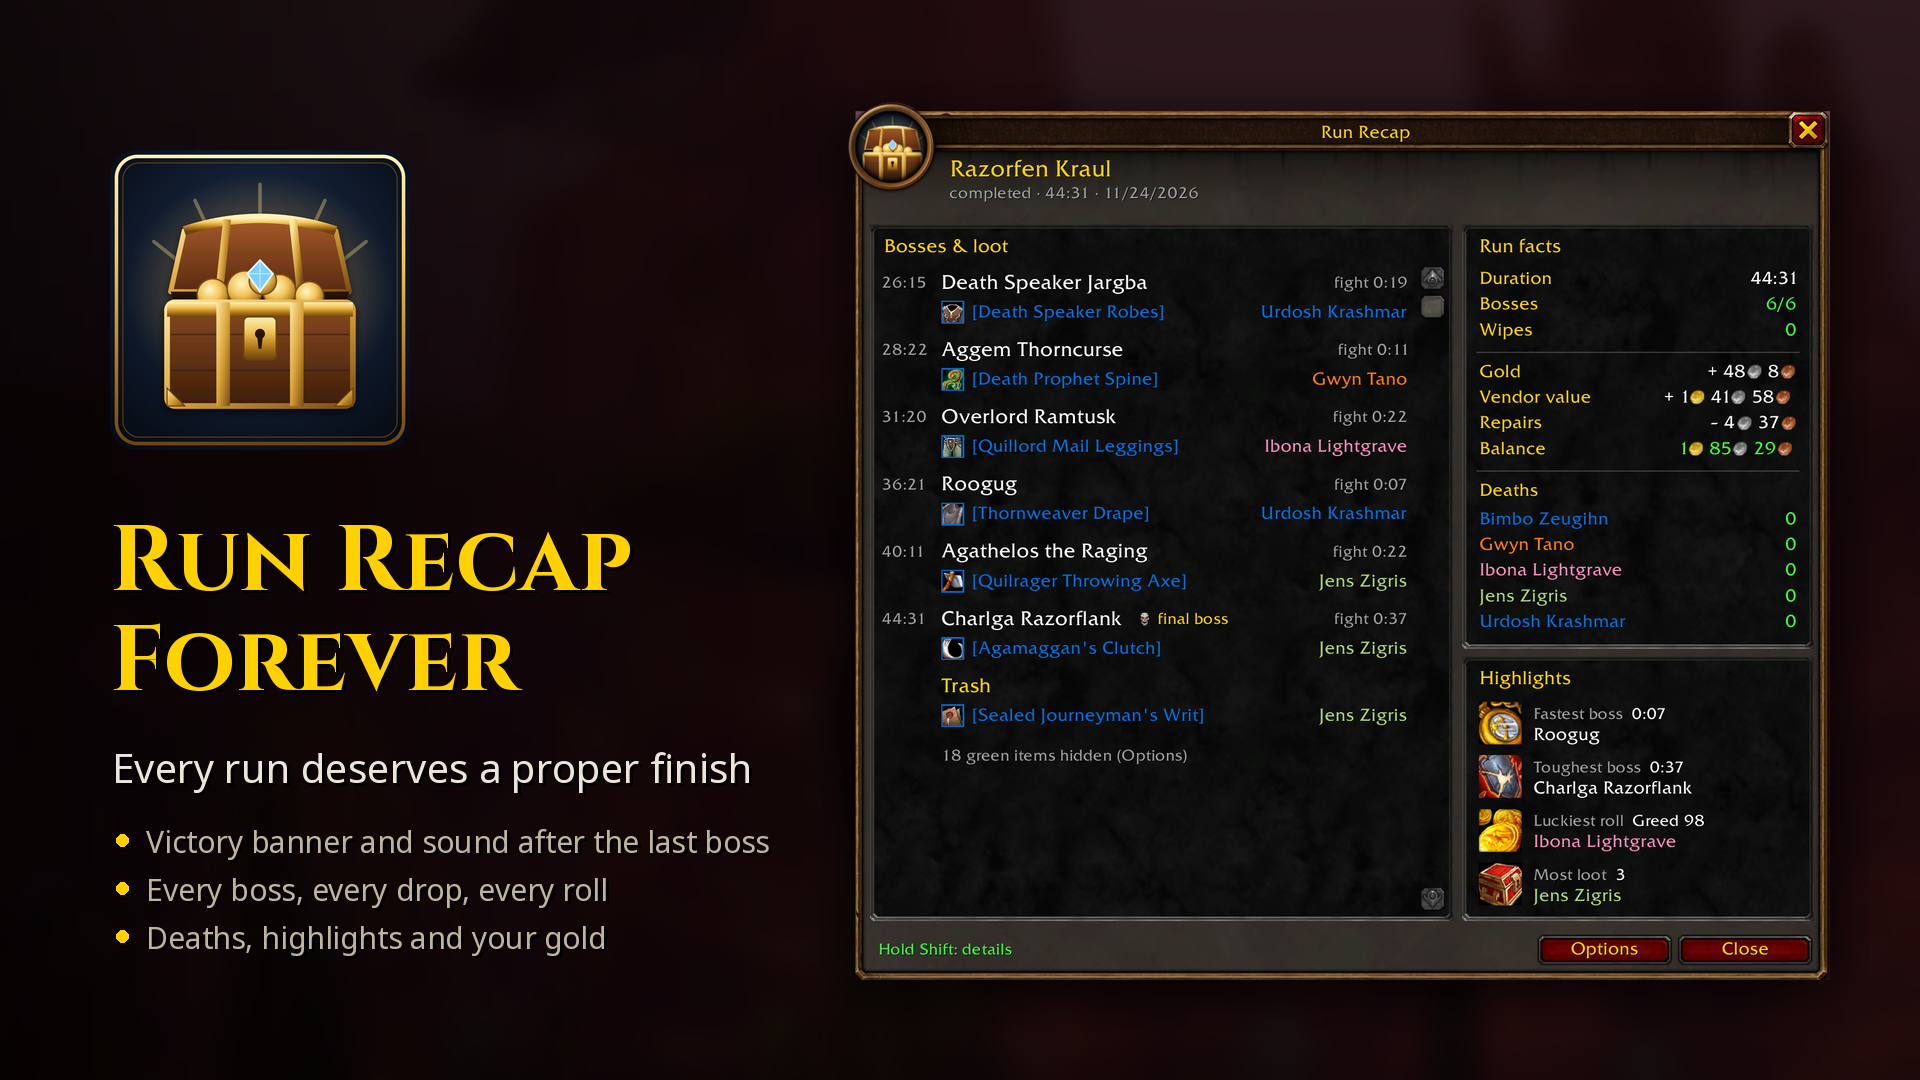 RUN RECAP
FOREVER
Every run deserves a proper finish
Victory banner and sound after the last boss
Every boss, every drop, every roll
Deaths, highlights and your gold
Run Recap
Razorfen Kraul
completed · 44:31 · 11/24/2026
Bosses & loot
26:15 Death Speaker Jargba fight 0:19
[Death Speaker Robes] Urdosh Krashmar
28:22 Aggem Thorncurse fight 0:11
[Death Prophet Spine] Gwyn Tano
31:20 Overlord Ramtusk fight 0:22
[Quillord Mail Leggings] Ibona Lightgrave
36:21 Roogug fight 0:07
[Thornweaver Drape] Urdosh Krashmar
40:11 Agathelos the Raging fight 0:22
[Quilrager Throwing Axe] Jens Zigris
44:31 Charlga Razorflank final boss fight 0:37
[Agamaggan's Clutch] Jens Zigris
Trash
[Sealed Journeyman's Writ] Jens Zigris
18 green items hidden (Options)
Run facts
Duration 44:31
Bosses 6/6
Wipes 0
Gold + 48 8
Vendor value + 1 41 58
Repairs - 4 37
Balance 1 85 29
Deaths
Bimbo Zeugihn 0
Gwyn Tano 0
Ibona Lightgrave 0
Jens Zigris 0
Urdosh Krashmar 0
Highlights
Fastest boss 0:07
Roogug
Toughest boss 0:37
Charlga Razorflank
Luckiest roll Greed 98
Ibona Lightgrave
Most loot 3
Jens Zigris
Hold Shift: details
Options
Close